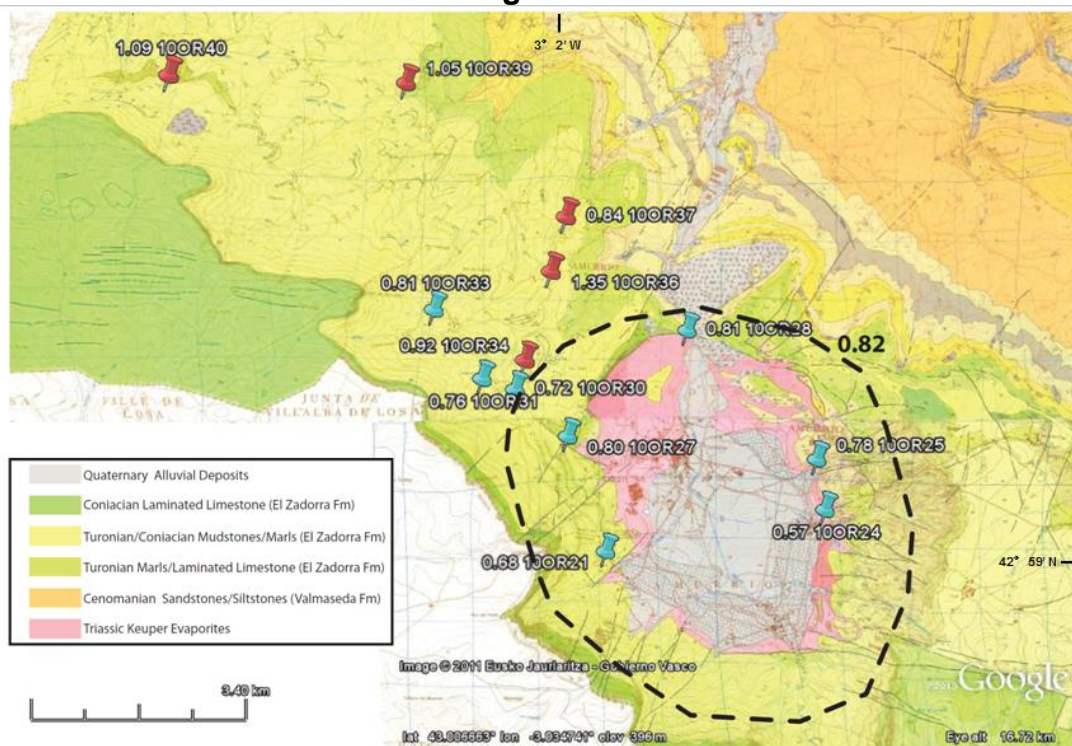 3° 2' W
1.09 10OR40
1.05 10OR39
0.84 10OR37
1.35 10OR36
0.81 10OR33
0.81 10OR28
0.82
0.92 10OR34
0.72 10OR30
0.76 10OR31
0.80 10OR27
0.78 10OR25
0.57 10OR24
0.68 10OR21
42° 59' N
VALLE DE
LOSA
JUNTA DE
VILLALBA DE LOSA
AMURRIO
Quaternary Alluvial Deposits
Coniacian Laminated Limestone (El Zadorra Fm)
Turonian/Coniacian Mudstones/Marls (El Zadorra Fm)
Turonian Marls/Laminated Limestone (El Zadorra Fm)
Cenomanian Sandstones/Siltstones (Valmaseda Fm)
Triassic Keuper Evaporites
3.40 km
Image © 2011 Eusko Jaurlaritza - Gobierno Vasco
Google
lat 43.006663° lon -3.034741° elev 396 m
Eye alt 16.72 km